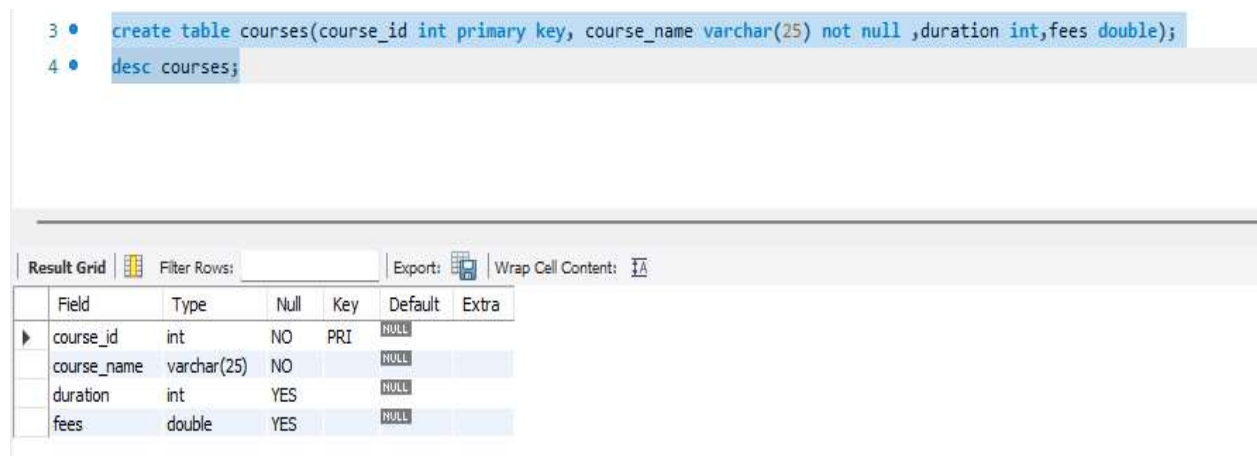 3 create table courses(course_id int primary key, course_name varchar(25) not null ,duration int,fees double);
4 desc courses;
Result Grid Filter Rows: Export: Wrap Cell Content:
Field Type Null Key Default Extra
course_id int NO PRI NULL
course_name varchar(25) NO NULL
duration int YES NULL
fees double YES NULL